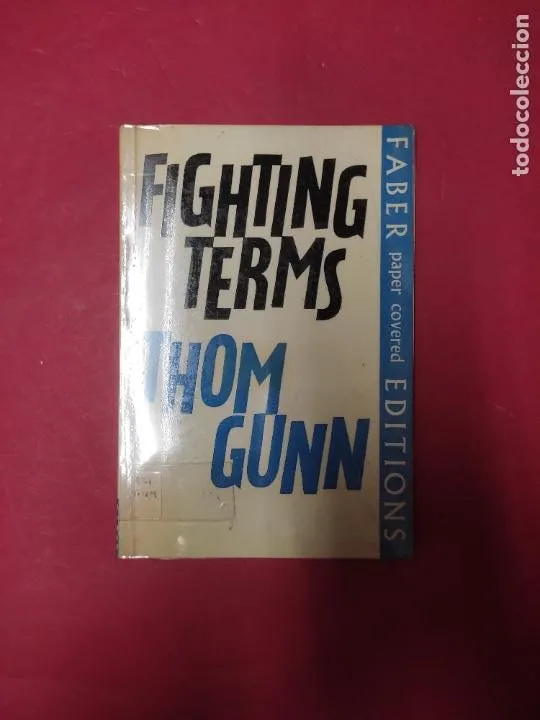 FIGHTING
TERMS
THOM
GUNN
FABER paper covered EDITIONS
todocoleccion